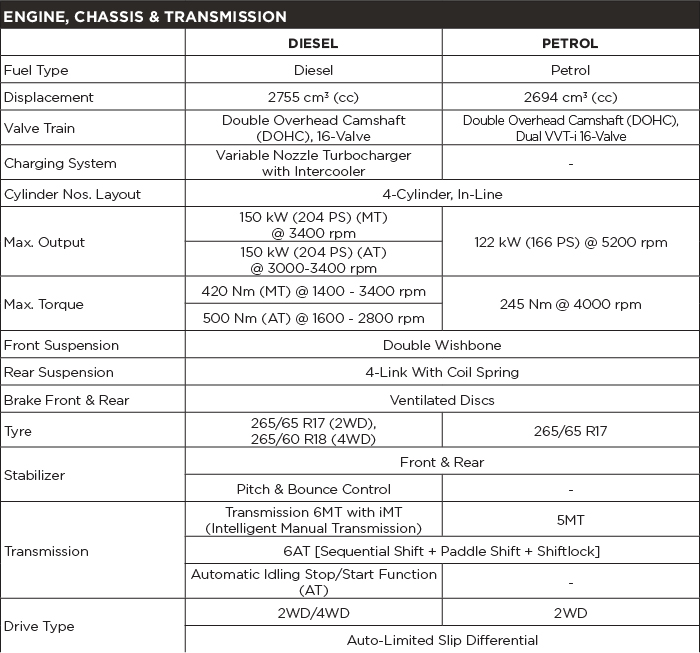 ENGINE, CHASSIS & TRANSMISSION
DIESEL
PETROL
Fuel Type
Diesel
Petrol
Displacement
2755 cm³ (cc)
2694 cm³ (cc)
Valve Train
Double Overhead Camshaft
(DOHC), 16-Valve
Double Overhead Camshaft (DOHC),
Dual VVT-i 16-Valve
Charging System
Variable Nozzle Turbocharger
with Intercooler
-
Cylinder Nos. Layout
4-Cylinder, In-Line
Max. Output
150 kW (204 PS) (MT)
@ 3400 rpm
150 kW (204 PS) (AT)
@ 3000-3400 rpm
122 kW (166 PS) @ 5200 rpm
Max. Torque
420 Nm (MT) @ 1400 - 3400 rpm
500 Nm (AT) @ 1600 - 2800 rpm
245 Nm @ 4000 rpm
Front Suspension
Double Wishbone
Rear Suspension
4-Link With Coil Spring
Brake Front & Rear
Ventilated Discs
Tyre
265/65 R17 (2WD),
265/60 R18 (4WD)
265/65 R17
Stabilizer
Front & Rear
Pitch & Bounce Control
-
Transmission
Transmission 6MT with iMT
(Intelligent Manual Transmission)
5MT
6AT [Sequential Shift + Paddle Shift + Shiftlock]
Automatic Idling Stop/Start Function
(AT)
-
Drive Type
2WD/4WD
2WD
Auto-Limited Slip Differential